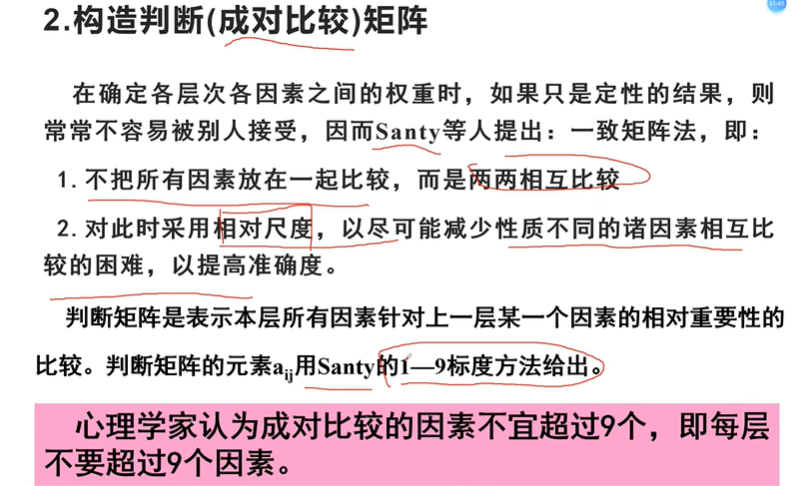 15:40
2.构造判断(成对比较)矩阵
在确定各层次各因素之间的权重时，如果只是定性的结果，则
常常不容易被别人接受，因而Santy等人提出：一致矩阵法，即：
1. 不把所有因素放在一起比较，而是两两相互比较
2. 对此时采用相对尺度，以尽可能减少性质不同的诸因素相互比
较的困难，以提高准确度。
判断矩阵是表示本层所有因素针对上一层某一个因素的相对重要性的
比较。判断矩阵的元素aij用Santy的1—9标度方法给出。
心理学家认为成对比较的因素不宜超过9个，即每层
不要超过9个因素。